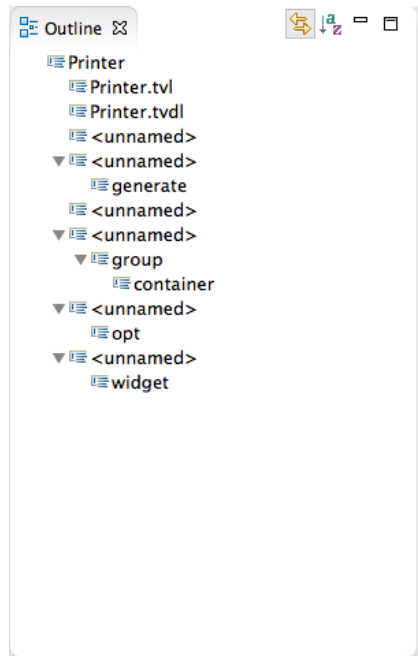 Outline
Printer
Printer.tvl
Printer.tvdl
<unnamed>
<unnamed>
generate
<unnamed>
<unnamed>
group
container
<unnamed>
opt
<unnamed>
widget